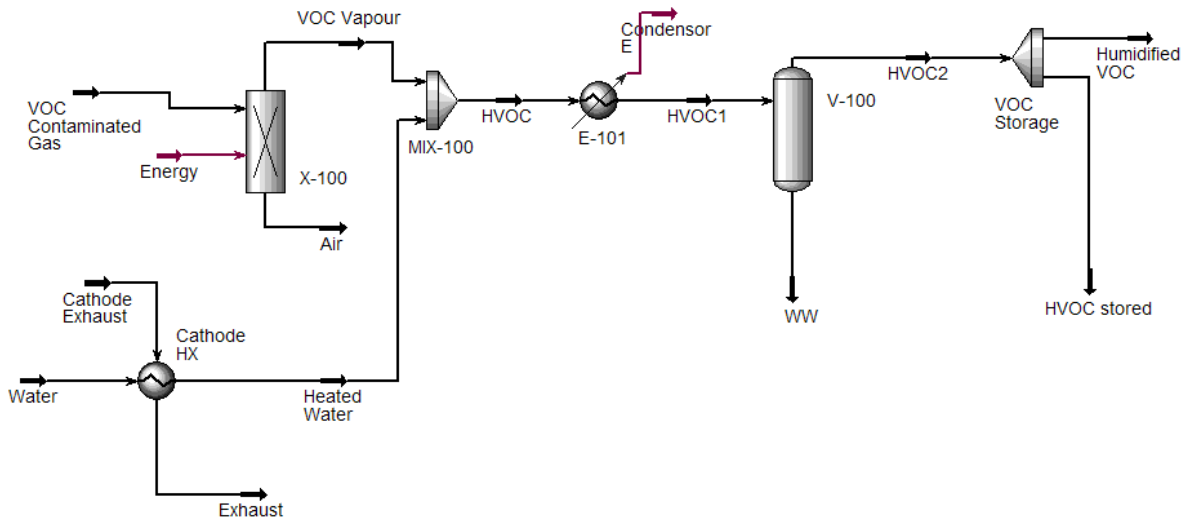 VOC Vapour
Condensor
E
VOC
Contaminated
Gas
Energy
X-100
Air
MIX-100
HVOC
E-101
HVOC1
V-100
HVOC2
VOC
Storage
Humidified
VOC
HVOC stored
WW
Cathode
Exhaust
Cathode
HX
Water
Heated
Water
Exhaust